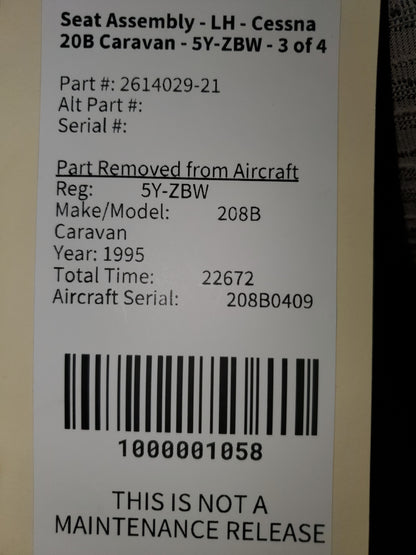 Seat Assembly - LH - Cessna
20B Caravan - 5Y-ZBW - 3 of 4
Part #: 2614029-21
Alt Part #:
Serial #:
Part Removed from Aircraft
Reg: 5Y-ZBW
Make/Model: 208B
Caravan
Year: 1995
Total Time: 22672
Aircraft Serial: 208B0409
1000001058
THIS IS NOT A
MAINTENANCE RELEASE